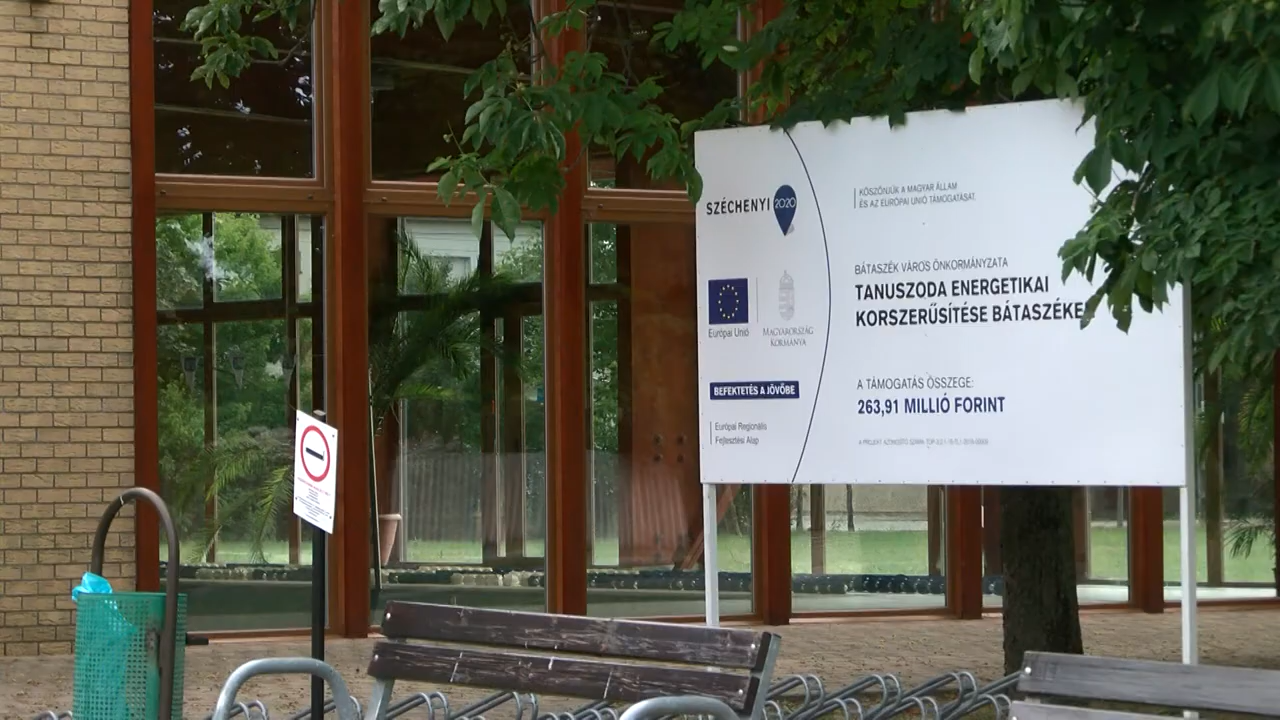 SZÉCHENYI 2020
KÖSZÖNJÜK A MAGYAR ÁLLAM
ÉS AZ EURÓPAI UNIÓ TÁMOGATÁSÁT.
BÁTASZÉK VÁROS ÖNKORMÁNYZATA
TANUSZODA ENERGETIKAI
KORSZERŰSÍTÉSE BÁTASZÉKE
Európai Unió
MAGYARORSZÁG
KORMÁNYA
BEFEKTETÉS A JÖVŐBE
Európai Regionális
Fejlesztési Alap
A TÁMOGATÁS ÖSSZEGE:
263,91 MILLIÓ FORINT